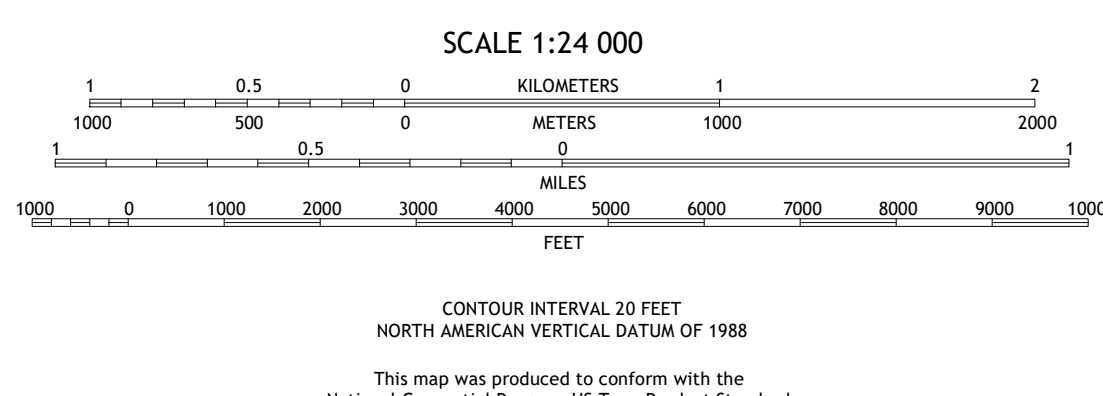 SCALE 1:24 000
1 0.5 0 KILOMETERS 1 2
1000 500 0 METERS 1000 2000
1 0.5 0 1
MILES
1000 0 1000 2000 3000 4000 5000 6000 7000 8000 9000 1000
FEET
CONTOUR INTERVAL 20 FEET
NORTH AMERICAN VERTICAL DATUM OF 1988
This map was produced to conform with the